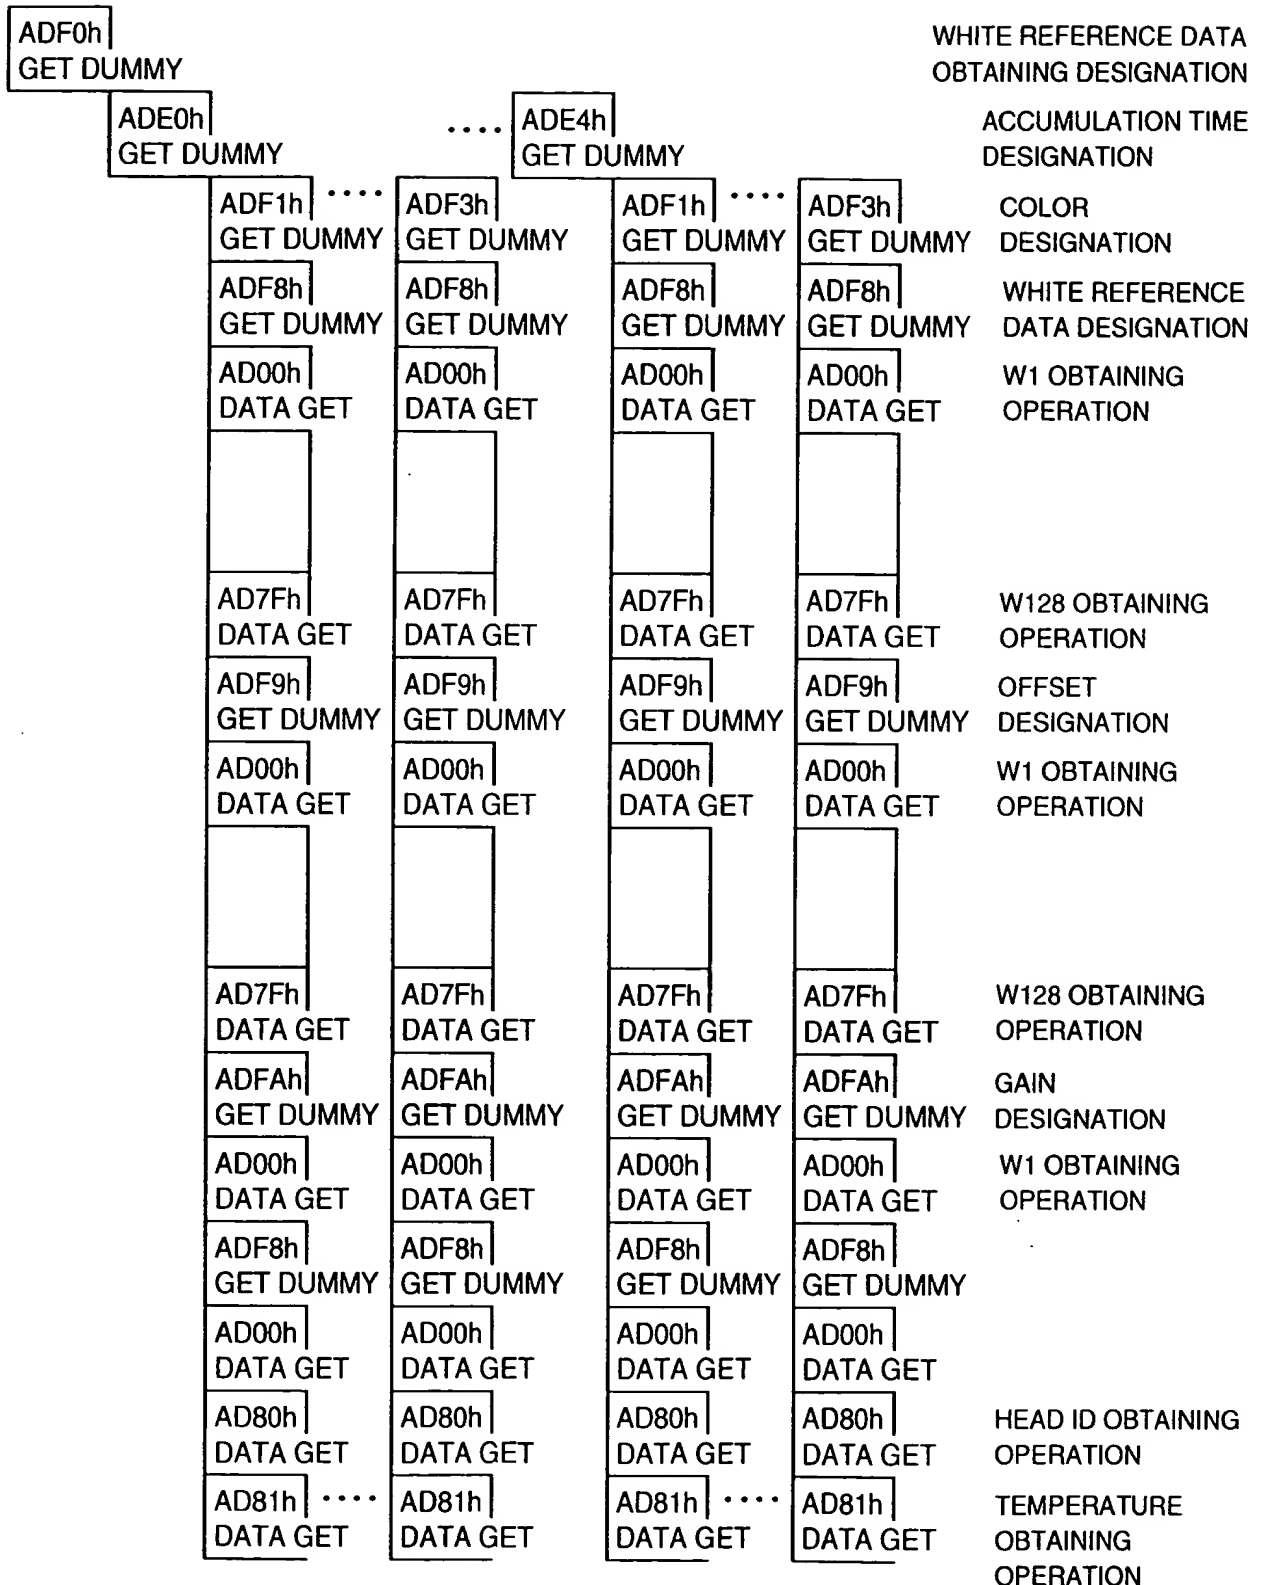 ADF0h WHITE REFERENCE DATA
GET DUMMY OBTAINING DESIGNATION
ADE0h .... ADE4h ACCUMULATION TIME
GET DUMMY GET DUMMY DESIGNATION
ADF1h .... ADF3h ADF1h .... ADF3h COLOR
GET DUMMY GET DUMMY GET DUMMY GET DUMMY DESIGNATION
ADF8h ADF8h ADF8h ADF8h WHITE REFERENCE
GET DUMMY GET DUMMY GET DUMMY GET DUMMY DATA DESIGNATION
AD00h AD00h AD00h AD00h W1 OBTAINING
DATA GET DATA GET DATA GET DATA GET OPERATION
AD7Fh AD7Fh AD7Fh AD7Fh W128 OBTAINING
DATA GET DATA GET DATA GET DATA GET OPERATION
ADF9h ADF9h ADF9h ADF9h OFFSET
GET DUMMY GET DUMMY GET DUMMY GET DUMMY DESIGNATION
AD00h AD00h AD00h AD00h W1 OBTAINING
DATA GET DATA GET DATA GET DATA GET OPERATION
AD7Fh AD7Fh AD7Fh AD7Fh W128 OBTAINING
DATA GET DATA GET DATA GET DATA GET OPERATION
ADFAh ADFAh ADFAh ADFAh GAIN
GET DUMMY GET DUMMY GET DUMMY GET DUMMY DESIGNATION
AD00h AD00h AD00h AD00h W1 OBTAINING
DATA GET DATA GET DATA GET DATA GET OPERATION
ADF8h ADF8h ADF8h ADF8h
GET DUMMY GET DUMMY GET DUMMY GET DUMMY
AD00h AD00h AD00h AD00h
DATA GET DATA GET DATA GET DATA GET
AD80h AD80h AD80h AD80h HEAD ID OBTAINING
DATA GET DATA GET DATA GET DATA GET OPERATION
AD81h .... AD81h AD81h .... AD81h TEMPERATURE
DATA GET DATA GET DATA GET DATA GET OBTAINING
OPERATION